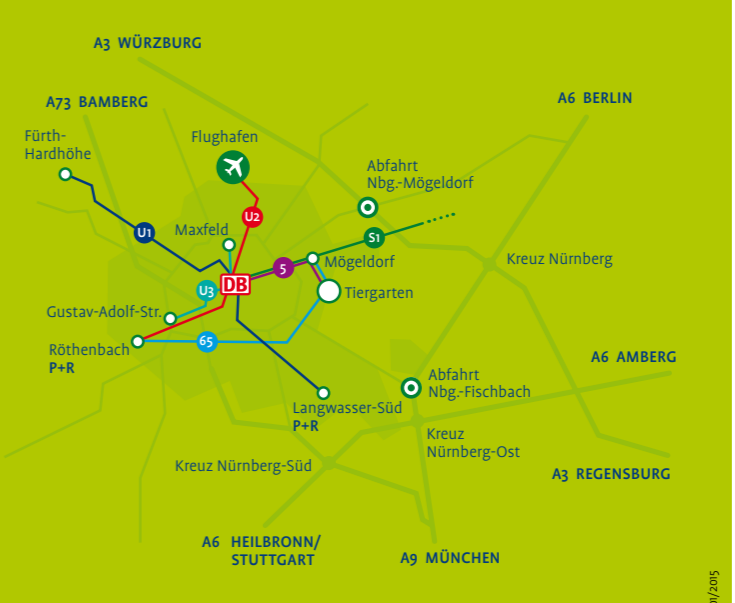 A3 WÜRZBURG
A73 BAMBERG
A6 BERLIN
Fürth-
Hardhöhe
Flughafen
Abfahrt
Nbg.-Mögeldorf
U2
U1
Maxfeld
S1
5
Mögeldorf
Kreuz Nürnberg
DB
U3
Tiergarten
Gustav-Adolf-Str.
65
Röthenbach
P+R
A6 AMBERG
Abfahrt
Nbg.-Fischbach
Langwasser-Süd
P+R
Kreuz
Nürnberg-Ost
Kreuz Nürnberg-Süd
A3 REGENSBURG
A6 HEILBRONN/
STUTTGART
A9 MÜNCHEN
01/2015